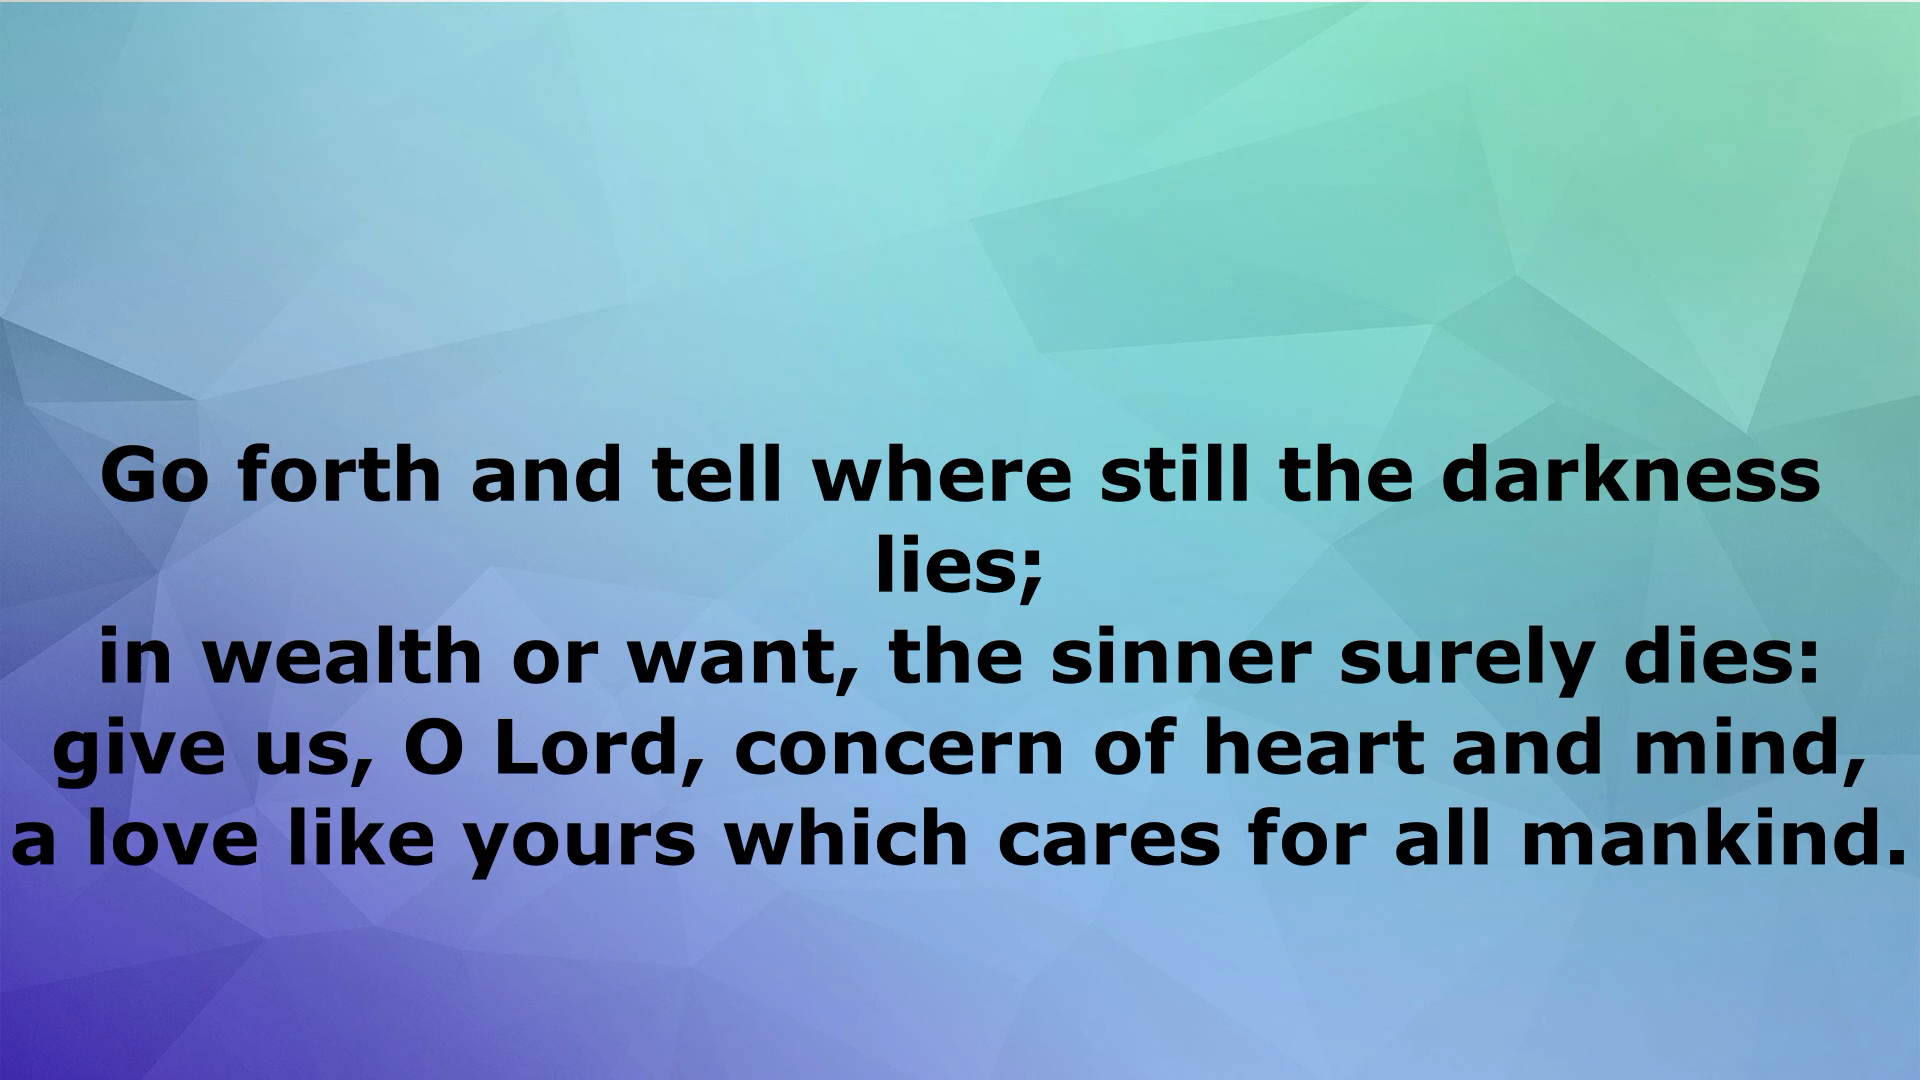 Go forth and tell where still the darkness
lies;
in wealth or want, the sinner surely dies:
give us, O Lord, concern of heart and mind,
a love like yours which cares for all mankind.